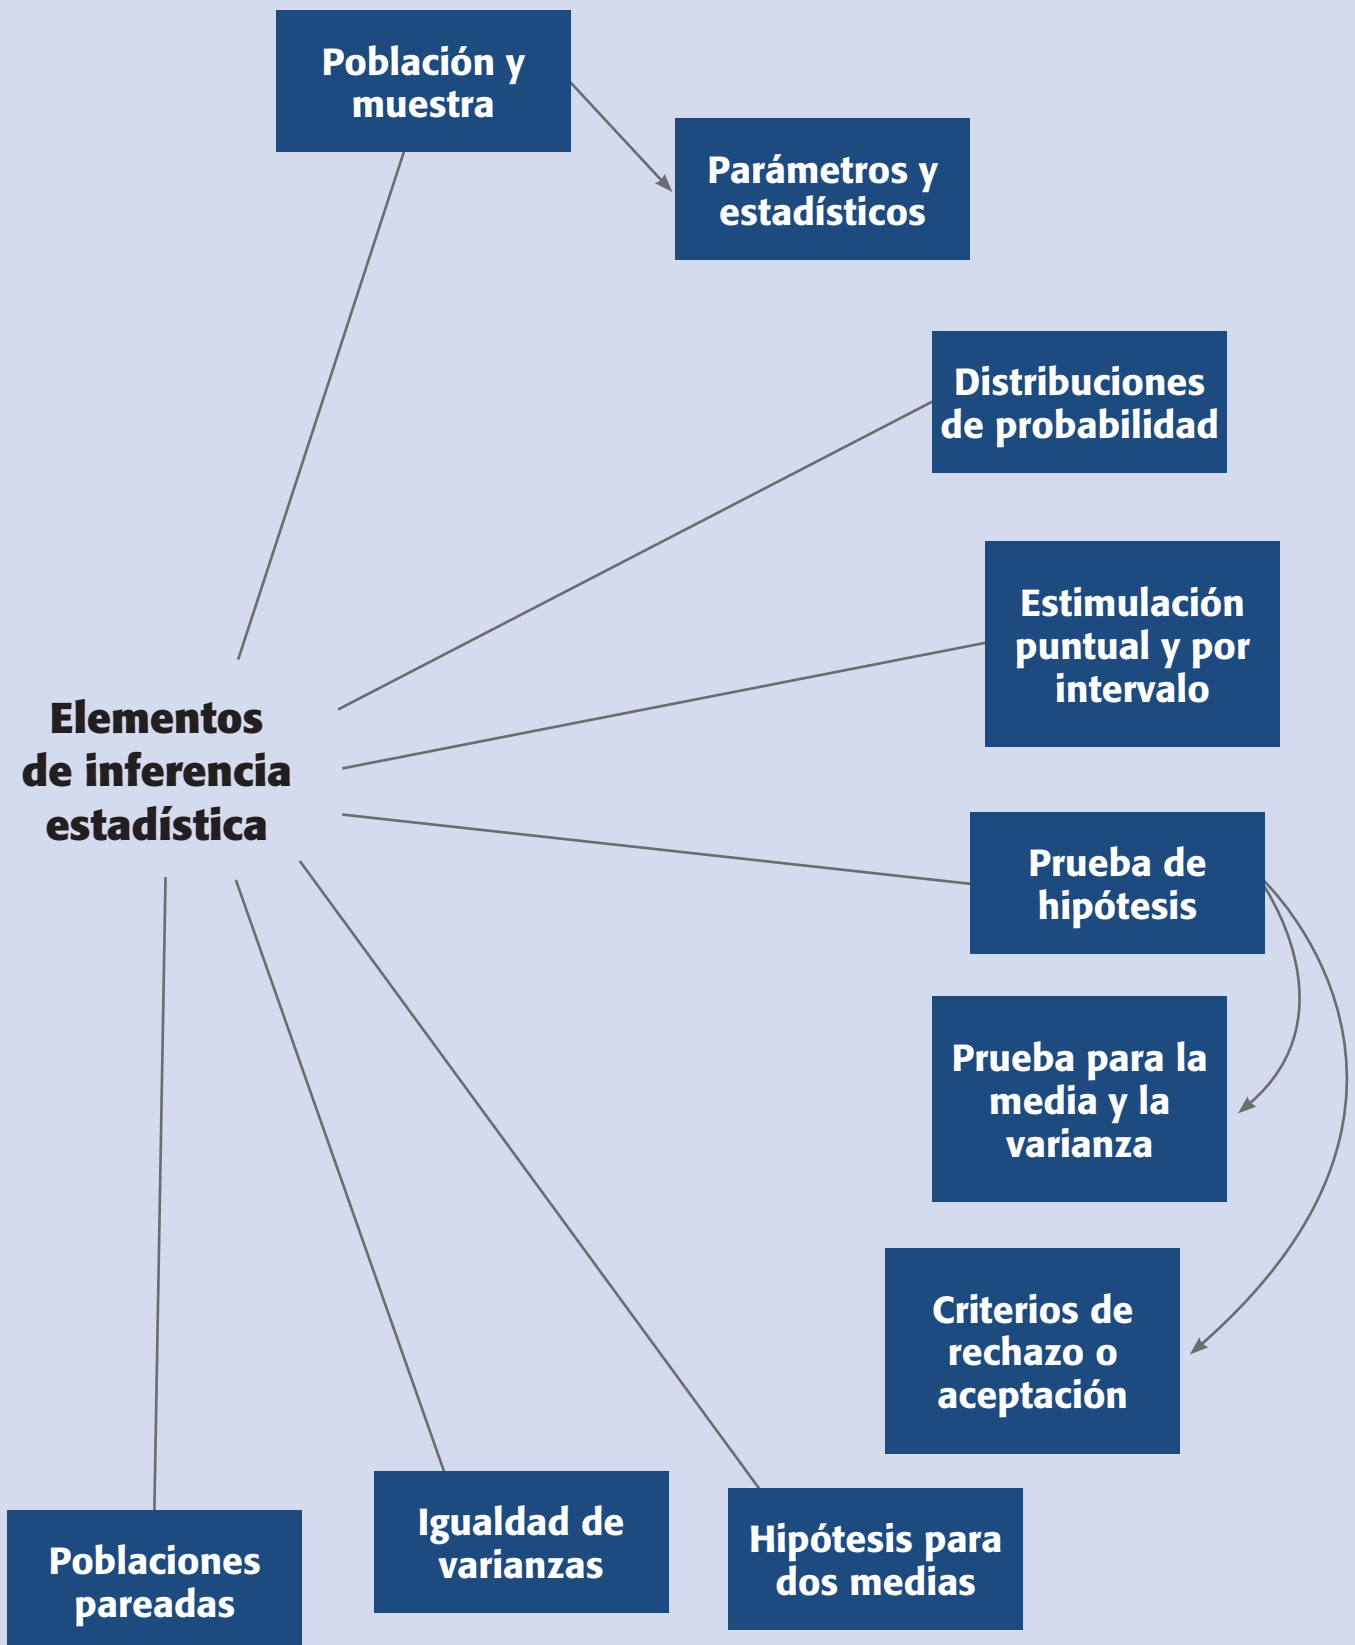 Población y
muestra
Parámetros y
estadísticos
Distribuciones
de probabilidad
Estimulación
puntual y por
intervalo
Elementos
de inferencia
estadística
Prueba de
hipótesis
Prueba para la
media y la
varianza
Criterios de
rechazo o
aceptación
Hipótesis para
dos medias
Igualdad de
varianzas
Poblaciones
pareadas